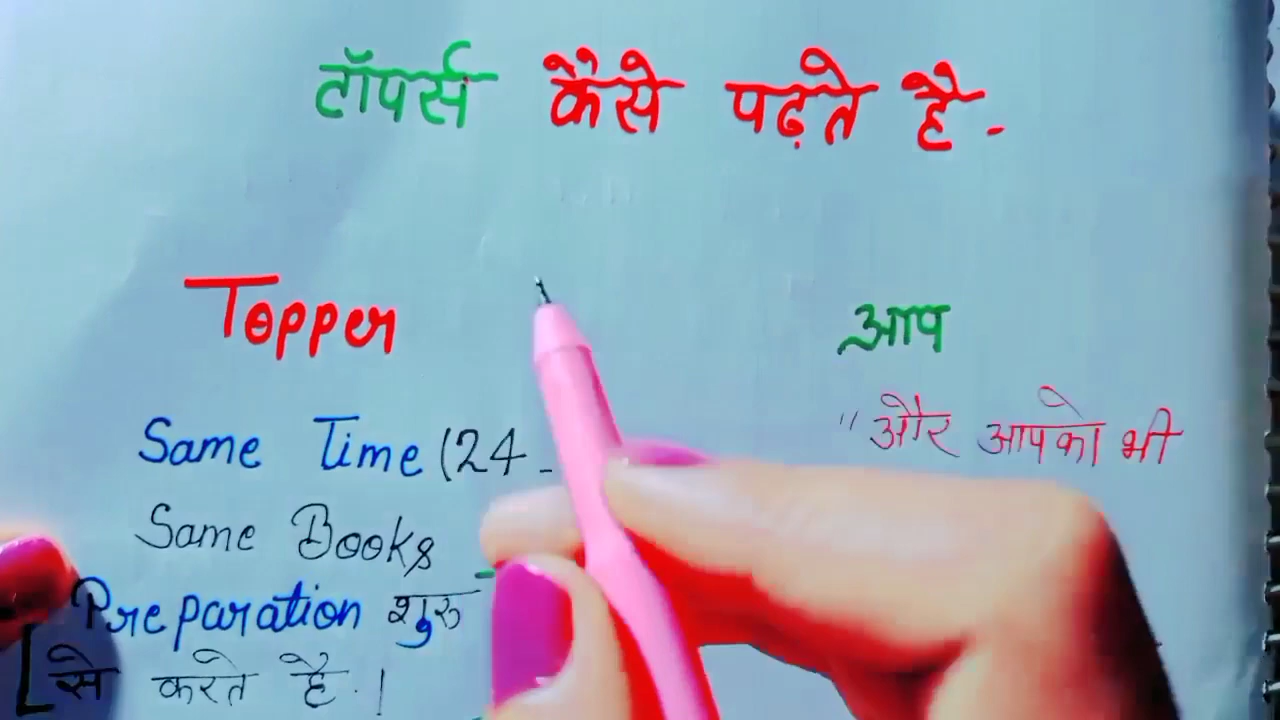 टॉपर्स कैसे पढ़ते है.
Topper
आप
Same Time (24
"और आपको भी
Same Books
Preparation शुरू
से करते है.।